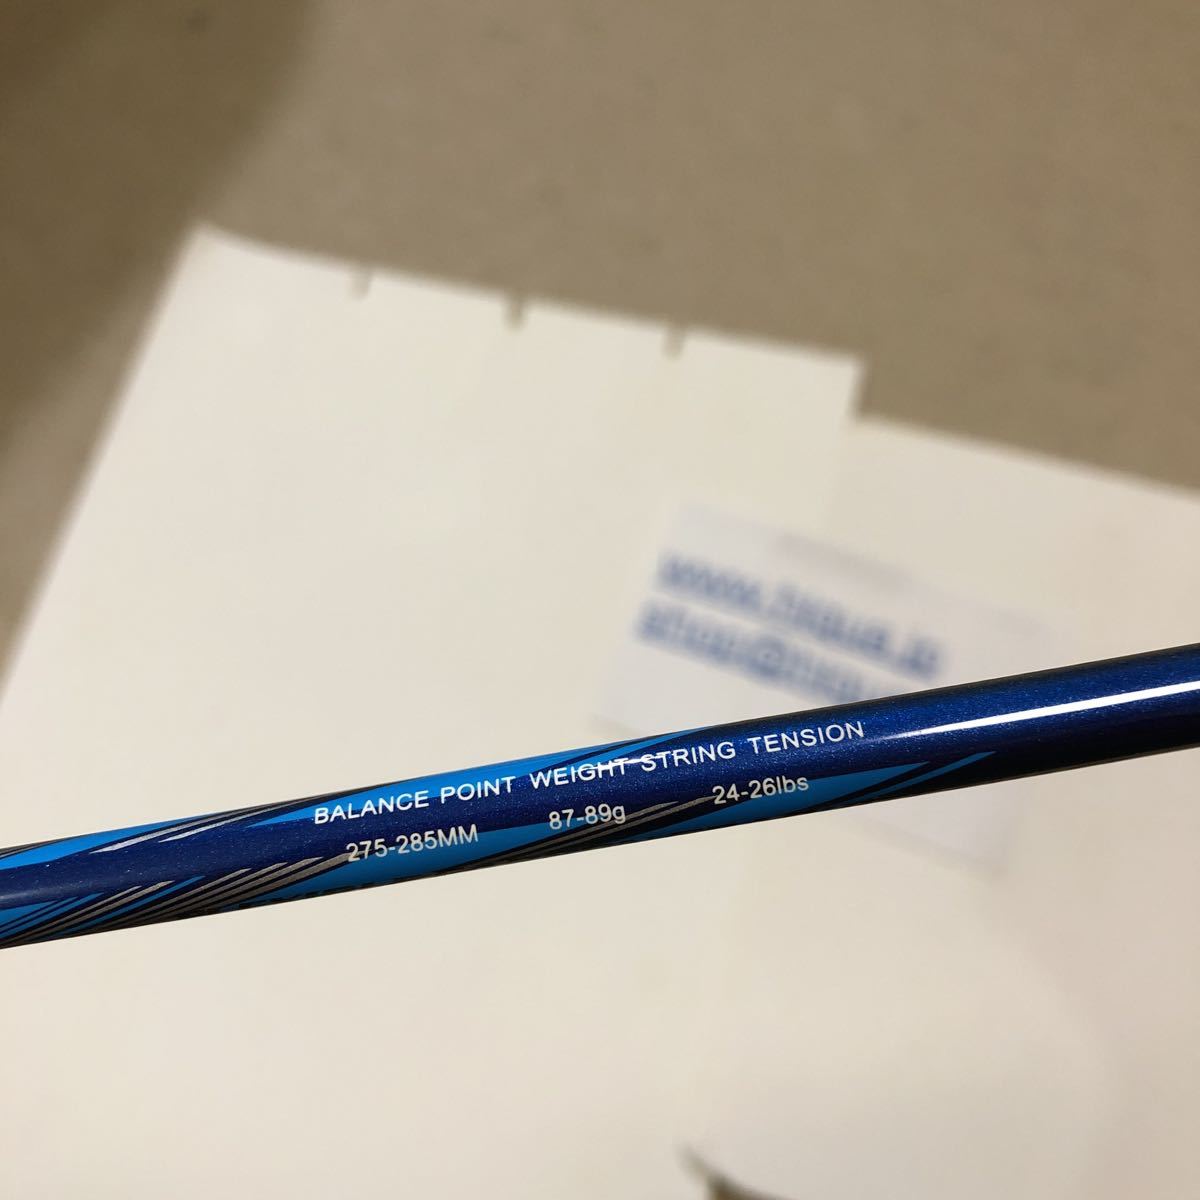 BALANCE POINT WEIGHT STRING TENSION
275-285MM 87-89g 24-26lbs